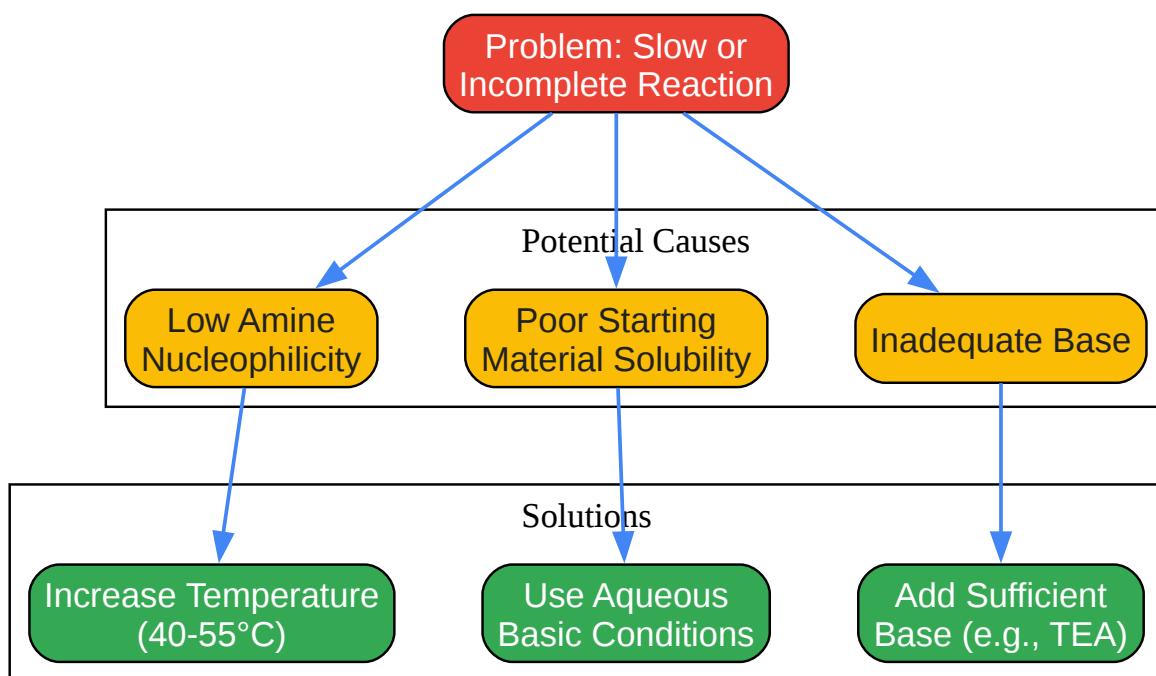 Problem: Slow or
Incomplete Reaction
Potential Causes
Low Amine
Nucleophilicity
Poor Starting
Material Solubility
Inadequate Base
Solutions
Increase Temperature
(40-55°C)
Use Aqueous
Basic Conditions
Add Sufficient
Base (e.g., TEA)